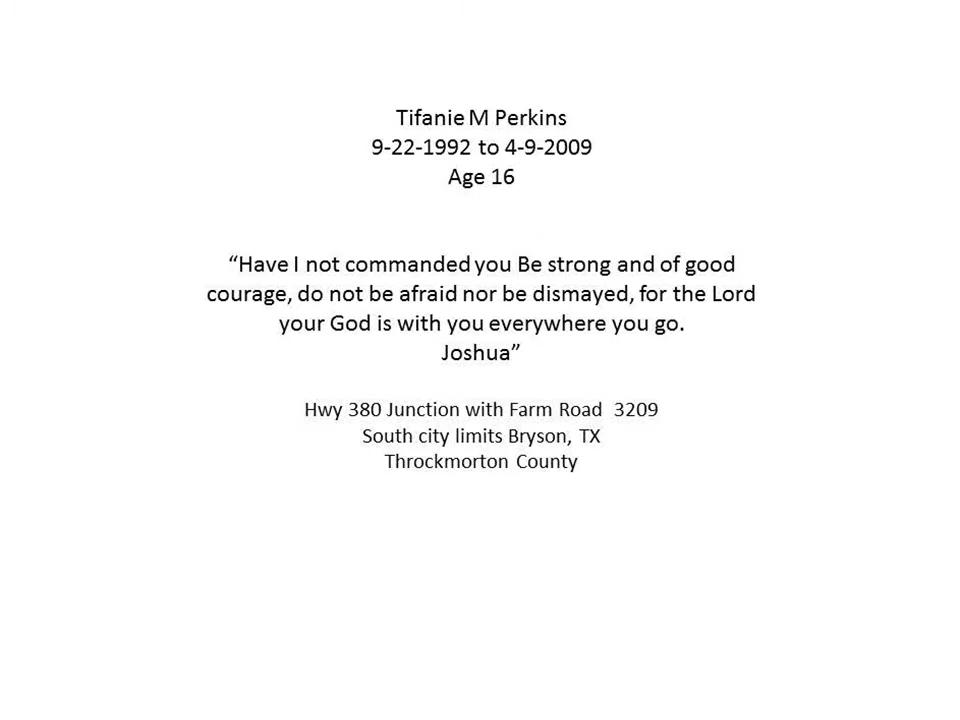 Tifanie M Perkins
9-22-1992 to 4-9-2009
Age 16
“Have I not commanded you Be strong and of good
courage, do not be afraid nor be dismayed, for the Lord
your God is with you everywhere you go.
Joshua”
Hwy 380 Junction with Farm Road 3209
South city limits Bryson, TX
Throckmorton County